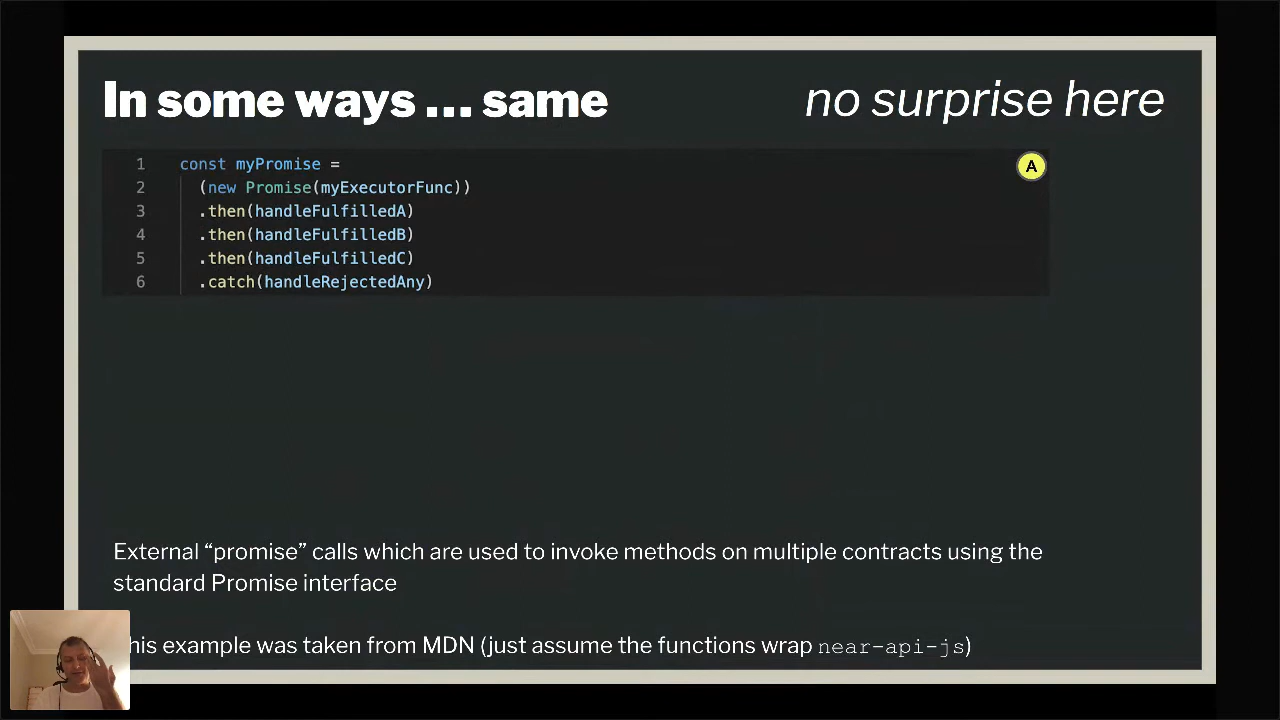 In some ways … same
no surprise here
1 const myPromise =
2 (new Promise(myExecutorFunc))
3 .then(handleFulfilledA)
4 .then(handleFulfilledB)
5 .then(handleFulfilledC)
6 .catch(handleRejectedAny)
A
External “promise” calls which are used to invoke methods on multiple contracts using the
standard Promise interface
his example was taken from MDN (just assume the functions wrap near-api-js)